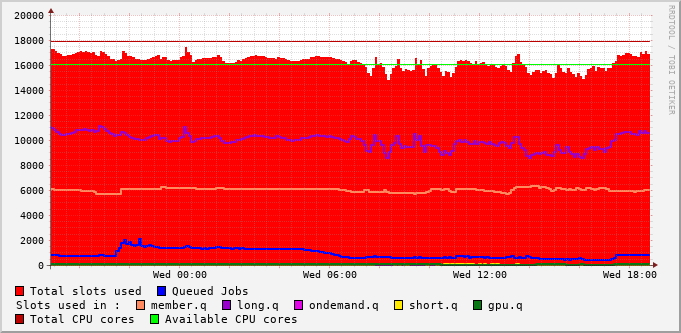 20000
18000
16000
14000
12000
10000
8000
6000
4000
2000
0
Wed 00:00 Wed 06:00 Wed 12:00 Wed 18:00
RRDTOOL / TOBI OETIKER
Total slots used Queued Jobs
Slots used in : member.q long.q ondemand.q short.q gpu.q
Total CPU cores Available CPU cores